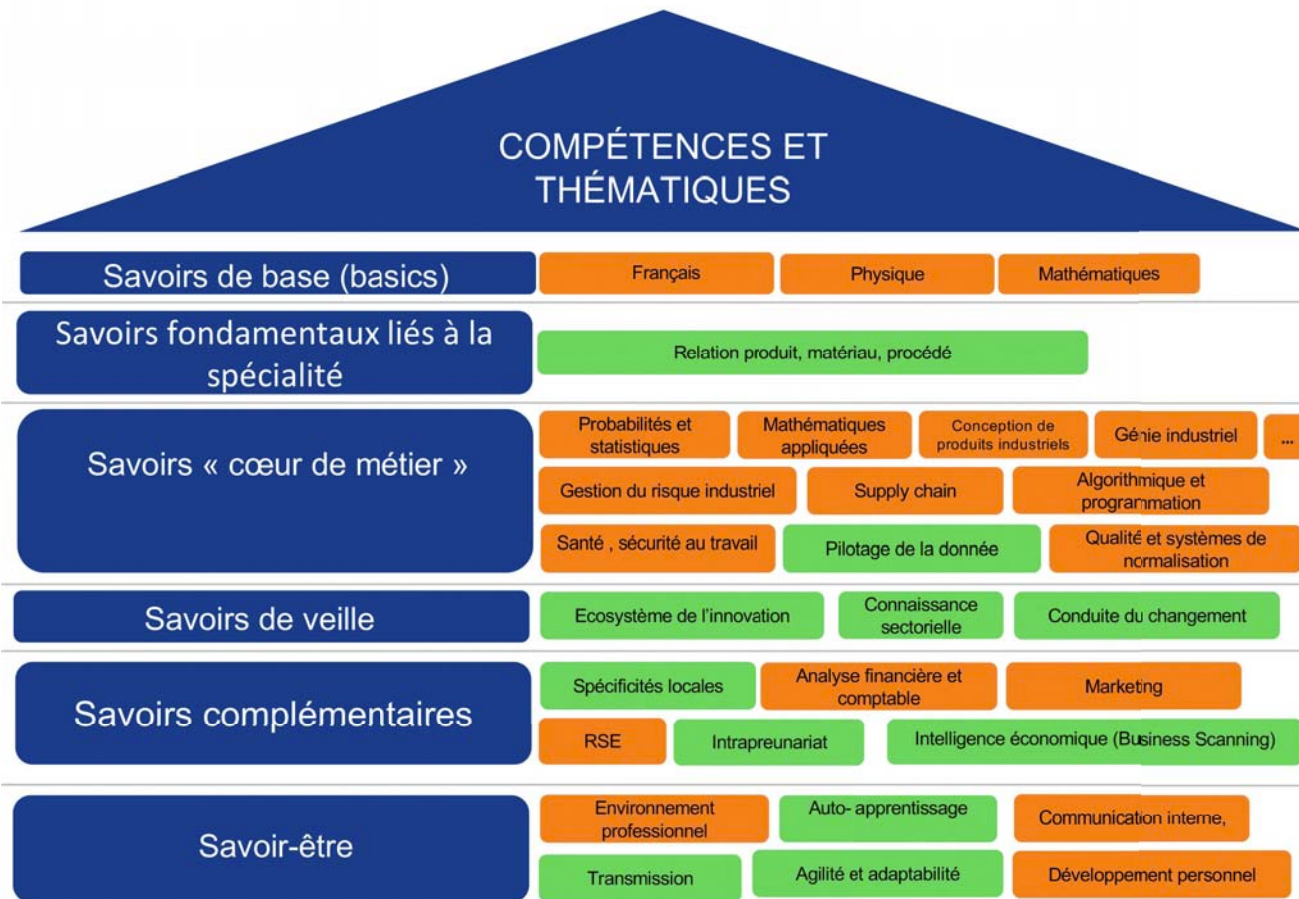 COMPÉTENCES ET
THÉMATIQUES
Savoirs de base (basics)
Français
Physique
Mathématiques
Savoirs fondamentaux liés à la
spécialité
Relation produit, matériau, procédé
Savoirs « cœur de métier »
Probabilités et
statistiques
Mathématiques
appliquées
Conception de
produits industriels
Génie industriel
...
Gestion du risque industriel
Supply chain
Algorithmique et
programmation
Santé , sécurité au travail
Pilotage de la donnée
Qualité et systèmes de
normalisation
Savoirs de veille
Ecosystème de l'innovation
Connaissance
sectorielle
Conduite du changement
Savoirs complémentaires
Spécificités locales
Analyse financière et
comptable
Marketing
RSE
Intrapreunariat
Intelligence économique (Business Scanning)
Savoir-être
Environnement
professionnel
Auto- apprentissage
Communication interne,
Transmission
Agilité et adaptabilité
Développement personnel